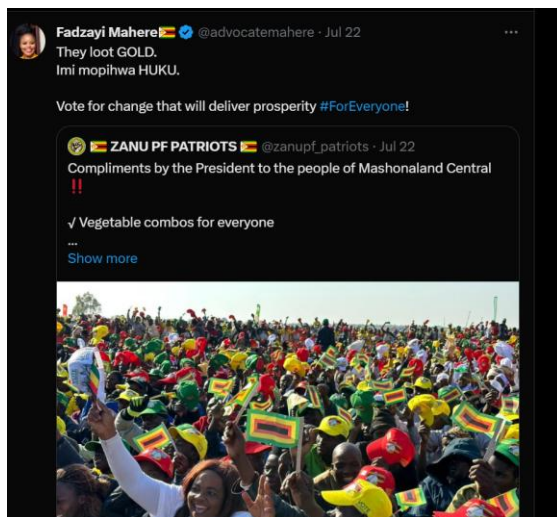 Fadzayi Mahere🇿🇼 @advocatemahere · Jul 22
They loot GOLD.
Imi mopihwa HUKU.
Vote for change that will deliver prosperity #ForEveryone!
🇿🇼 ZANU PF PATRIOTS 🇿🇼 @zanupf_patriots · Jul 22
Compliments by the President to the people of Mashonaland Central
‼️
√ Vegetable combos for everyone
...
Show more